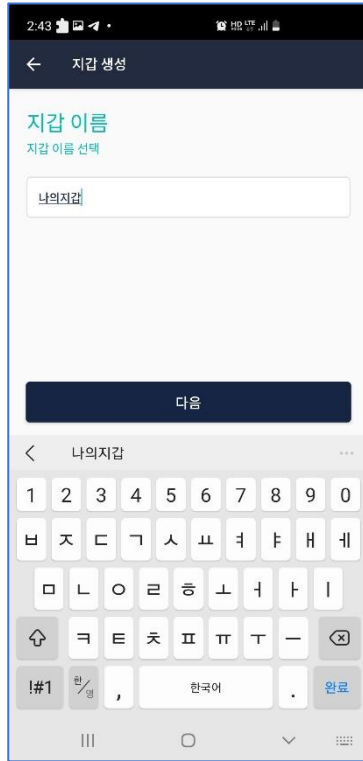 2:43
HD LTE
지갑 생성
지갑 이름
지갑 이름 선택
나의지갑
다음
나의지갑
1 2 3 4 5 6 7 8 9 0
ㅂ ㅈ ㄷ ㄱ ㅅ ㅛ ㅕ ㅑ ㅐ ㅔ
ㅁ ㄴ ㅇ ㄹ ㅎ ㅗ ㅓ ㅏ ㅣ
ㅋ ㅌ ㅊ ㅍ ㅠ ㅜ ㅡ
!#1 한/영 , 한국어 . 완료